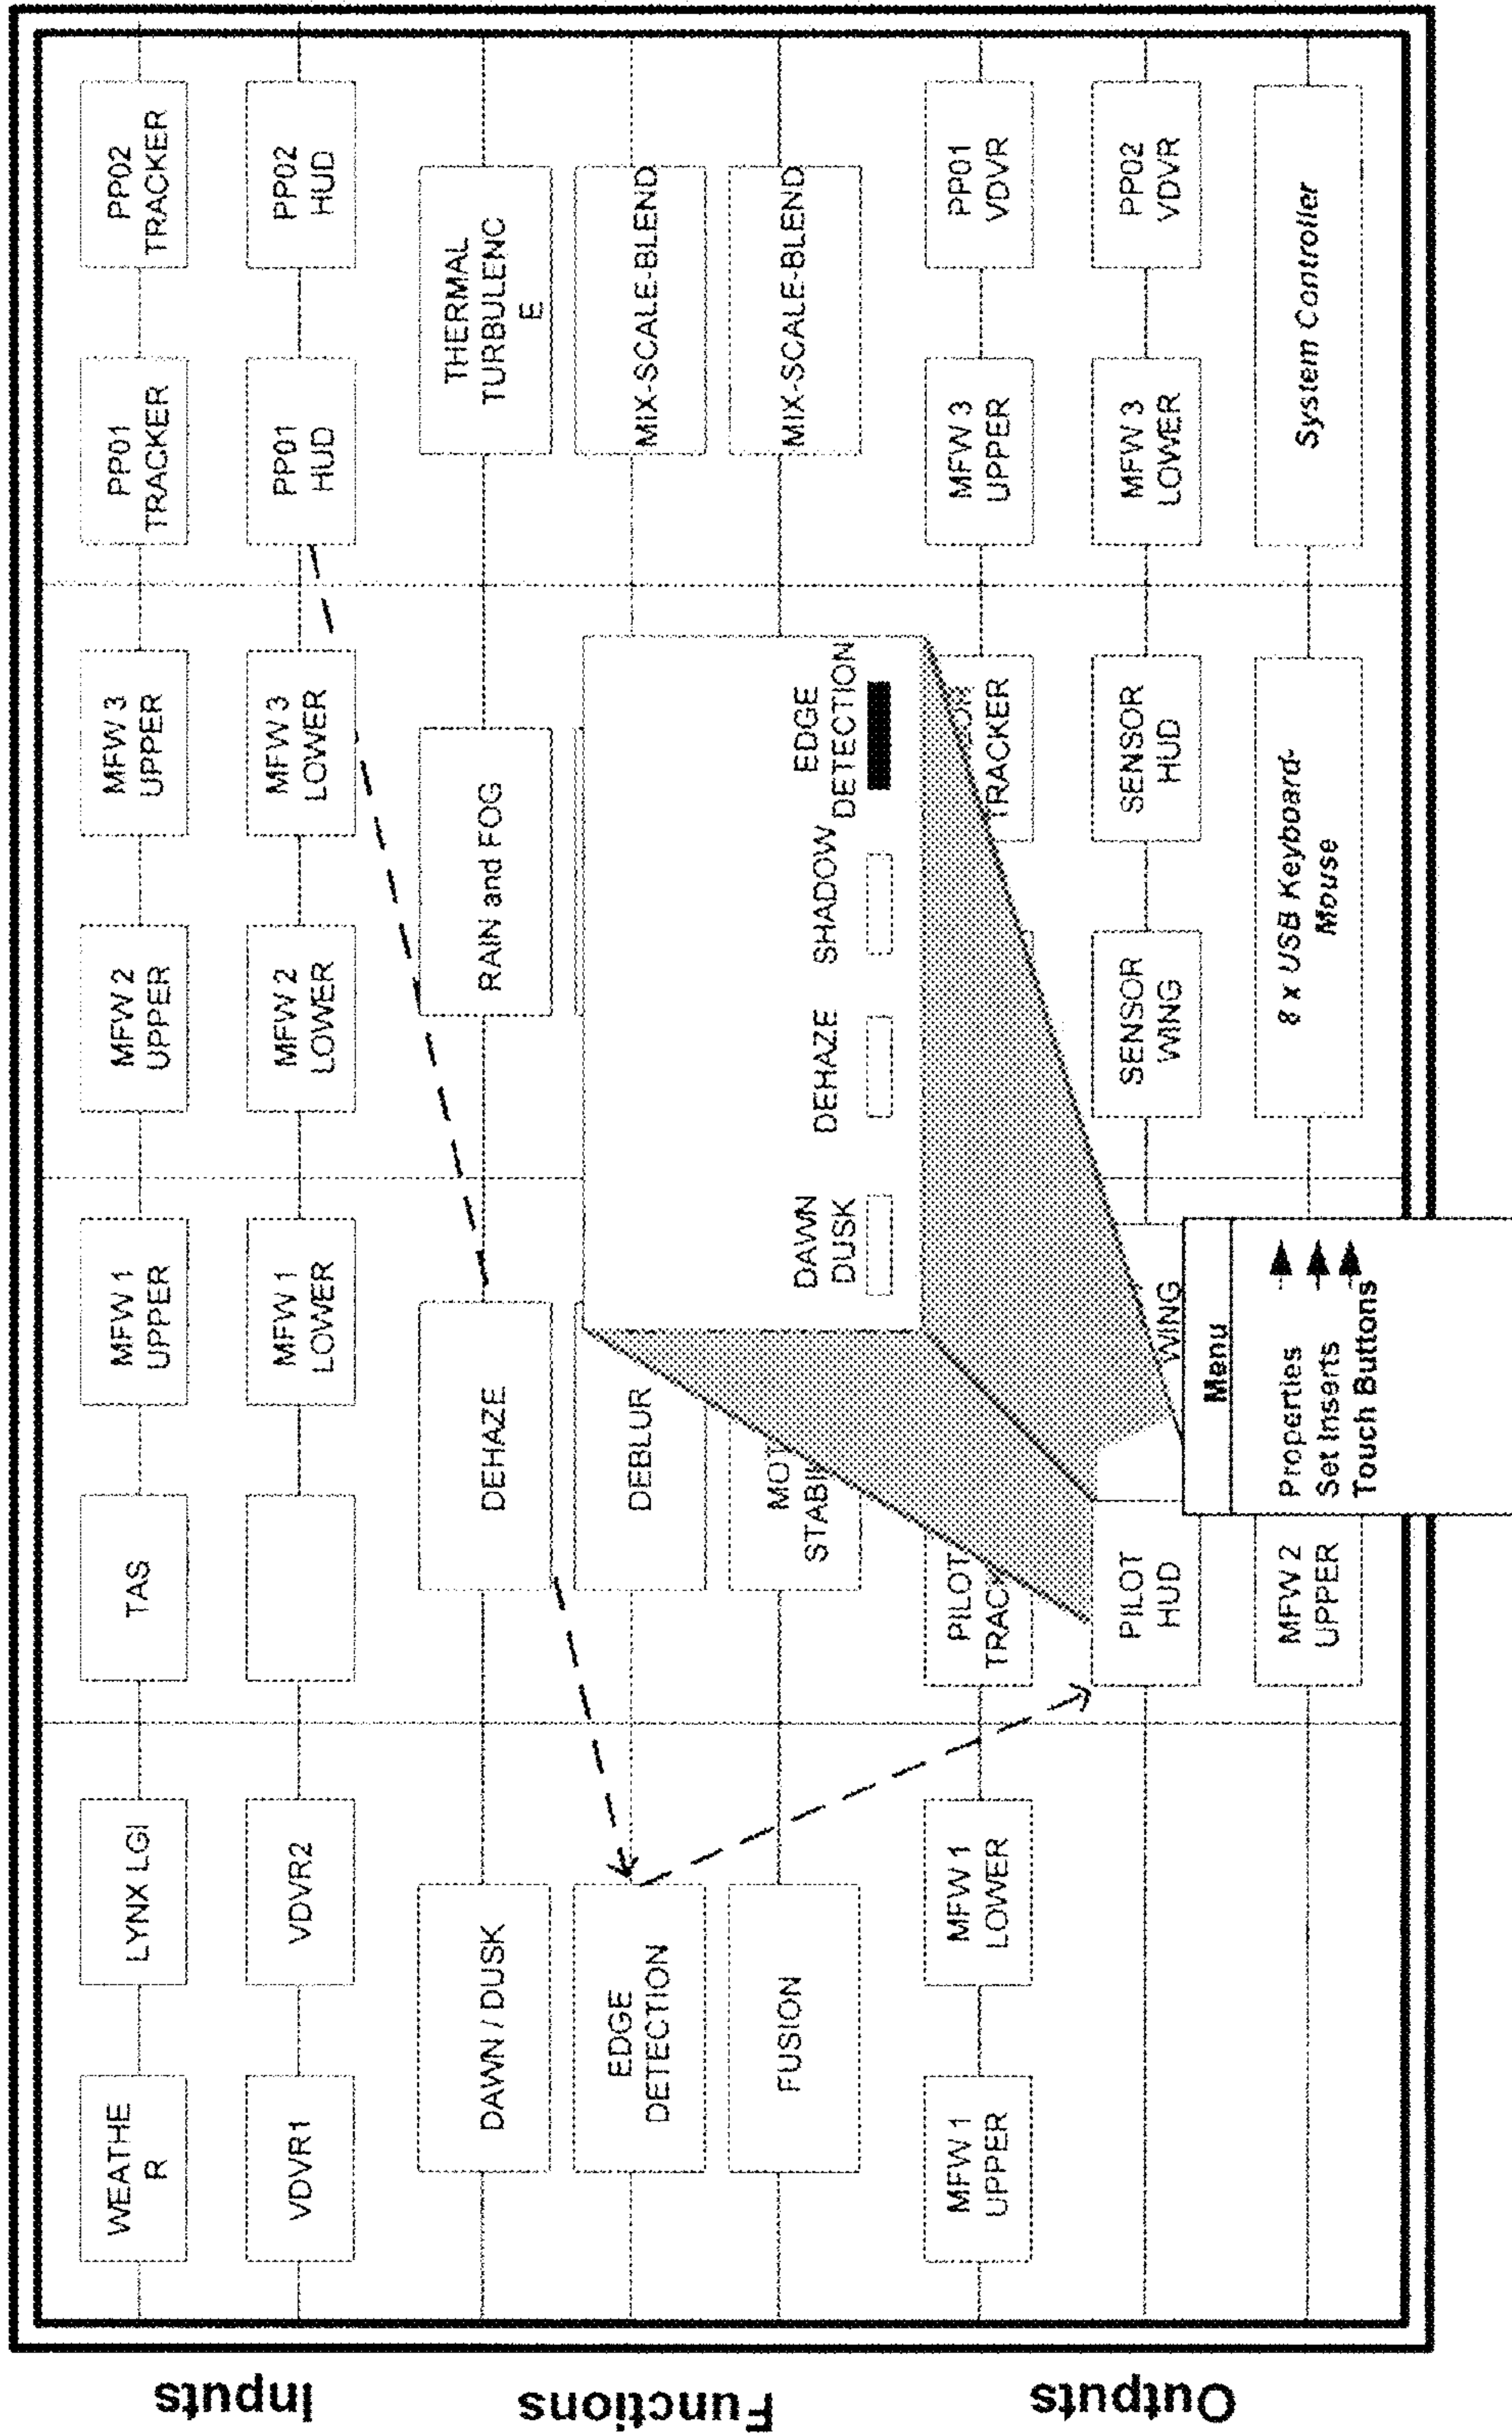 Inputs
WEATHE
R
LYNX LGI
TAS
MFW 1
UPPER
MFW 2
UPPER
MFW 3
UPPER
PP01
TRACKER
PP02
TRACKER
VDVR1
VDVR2
MFW 1
LOWER
MFW 2
LOWER
MFW 3
LOWER
PP01
HUD
PP02
HUD
Functions
DAWN / DUSK
DEHAZE
RAIN and FOG
THERMAL
TURBULENC
E
EDGE
DETECTION
DEBLUR
MIX-SCALE-BLEND
FUSION
MOT
STABI
MIX-SCALE-BLEND
DAWN
DUSK
DEHAZE
SHADOW
EDGE
DETECTION
Outputs
MFW 1
UPPER
MFW 1
LOWER
PILOT
TRACK
TRACKER
MFW 3
UPPER
PP01
VDVR
PILOT
HUD
WING
SENSOR
WING
SENSOR
HUD
MFW 3
LOWER
PP02
VDVR
MFW 2
UPPER
8 x USB Keyboard-
Mouse
System Controller
Menu
Properties
Set Inserts
Touch Buttons